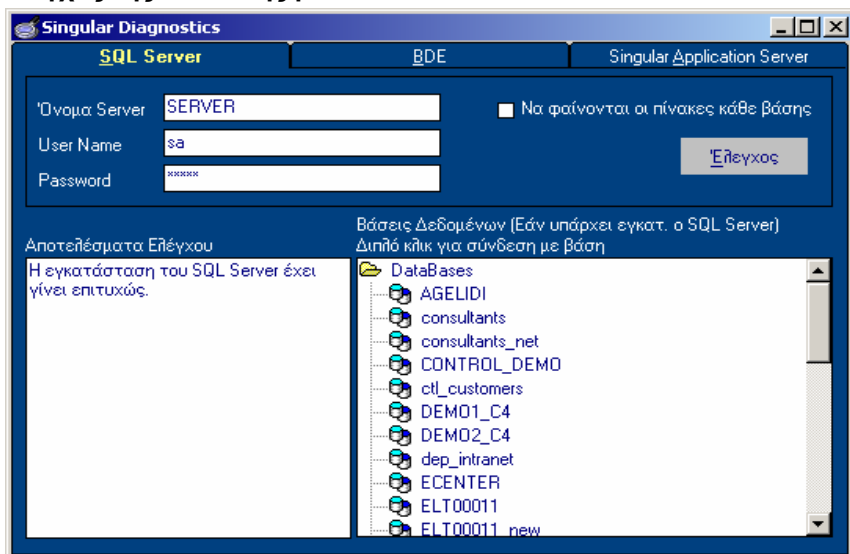 Singular Diagnostics
SQL Server
BDE
Singular Application Server
Όνομα Server
SERVER
Να φαίνονται οι πίνακες κάθε βάσης
User Name
sa
Έλεγχος
Password
*****
Βάσεις Δεδομένων (Εάν υπάρχει εγκατ. ο SQL Server)
Αποτελέσματα Ελέγχου
Διπλό κλικ για σύνδεση με βάση
Η εγκατάσταση του SQL Server έχει
γίνει επιτυχώς.
DataBases
AGELIDI
consultants
consultants_net
CONTROL_DEMO
ctl_customers
DEMO1_C4
DEMO2_C4
dep_intranet
ECENTER
ELT00011
ELT00011_new